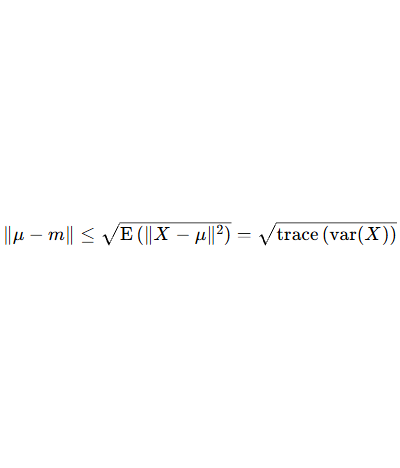 ‖μ − m‖ ≤ √(E (‖X − μ‖²)) = √(trace (var(X)))